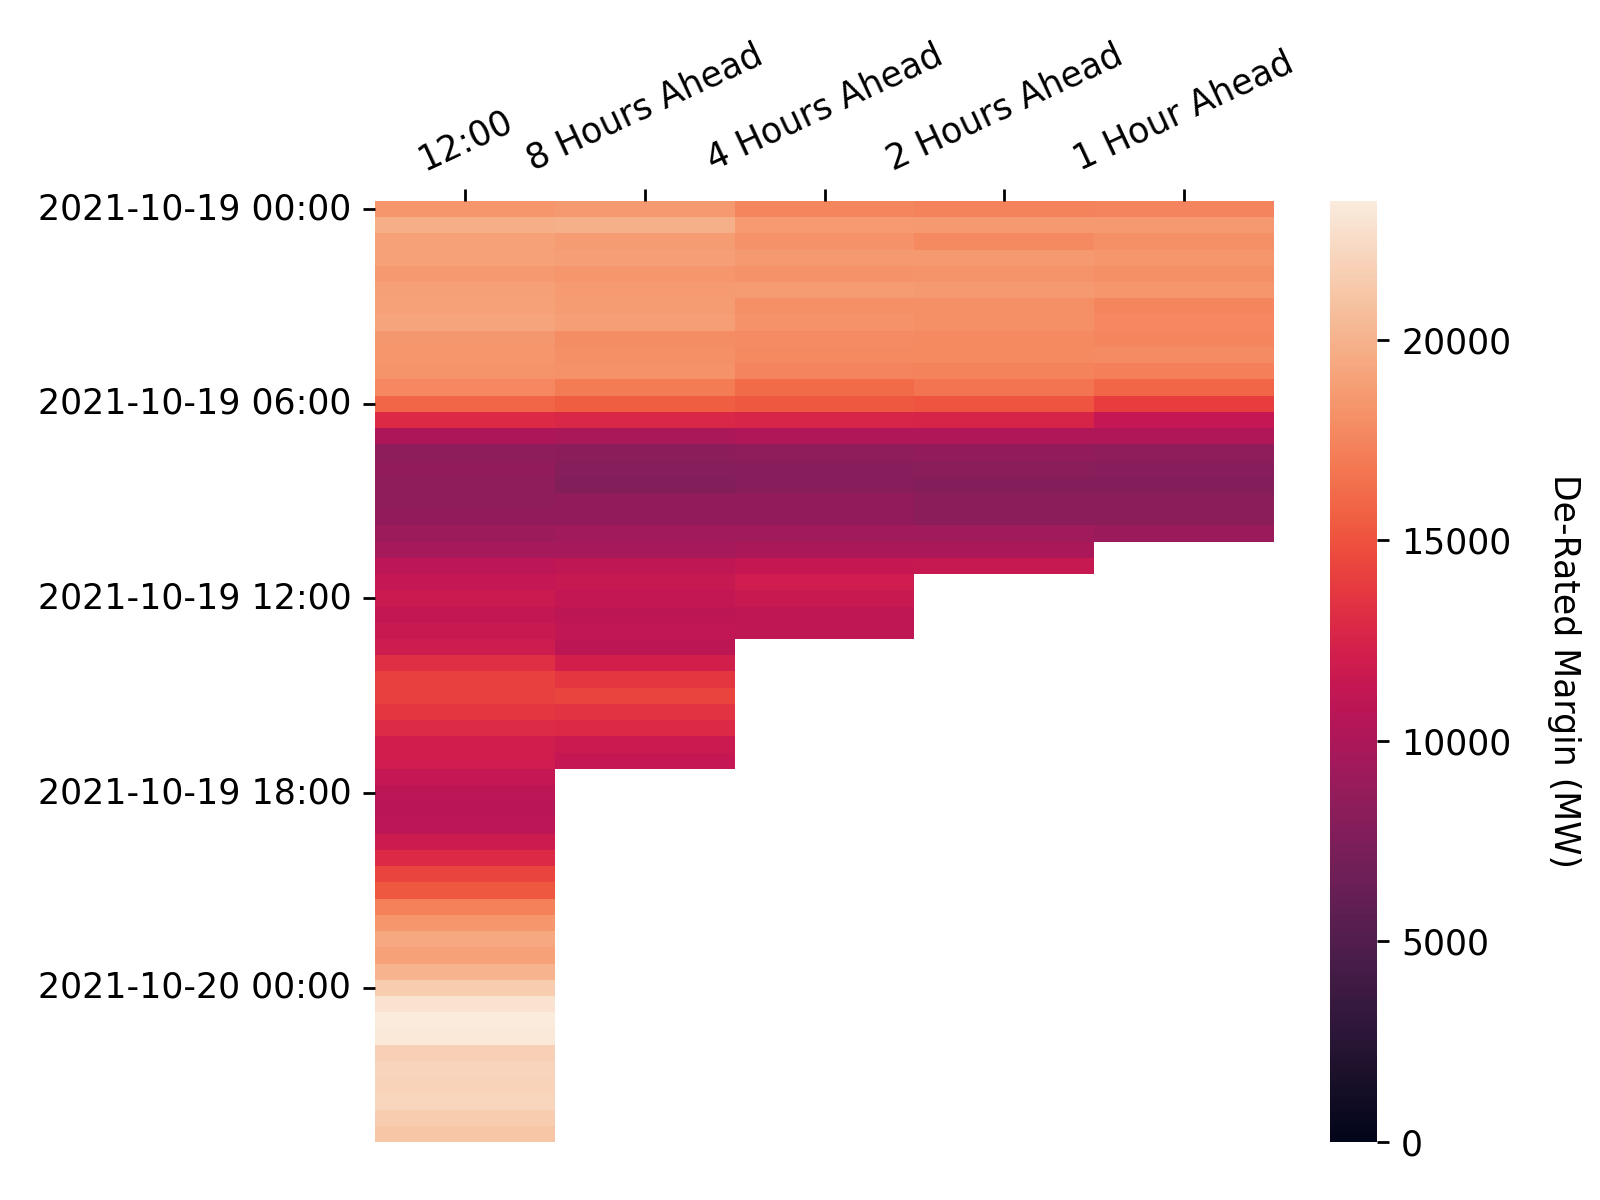 12:00
8 Hours Ahead
4 Hours Ahead
2 Hours Ahead
1 Hour Ahead
2021-10-19 00:00
2021-10-19 06:00
2021-10-19 12:00
2021-10-19 18:00
2021-10-20 00:00
20000
15000
10000
5000
0
De-Rated Margin (MW)